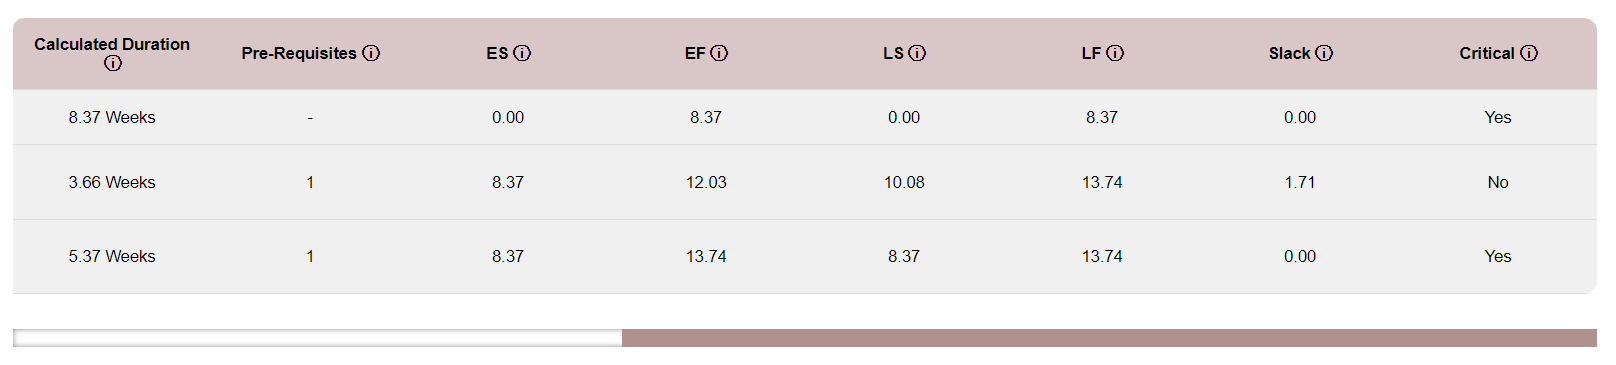 Calculated Duration ⓘ Pre-Requisites ⓘ ES ⓘ EF ⓘ LS ⓘ LF ⓘ Slack ⓘ Critical ⓘ
8.37 Weeks - 0.00 8.37 0.00 8.37 0.00 Yes
3.66 Weeks 1 8.37 12.03 10.08 13.74 1.71 No
5.37 Weeks 1 8.37 13.74 8.37 13.74 0.00 Yes